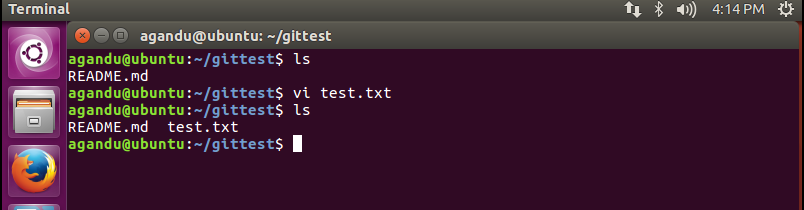 Terminal
4:14 PM
agandu@ubuntu: ~/gittest
agandu@ubuntu:~/gittest$ ls
README.md
agandu@ubuntu:~/gittest$ vi test.txt
agandu@ubuntu:~/gittest$ ls
README.md  test.txt
agandu@ubuntu:~/gittest$